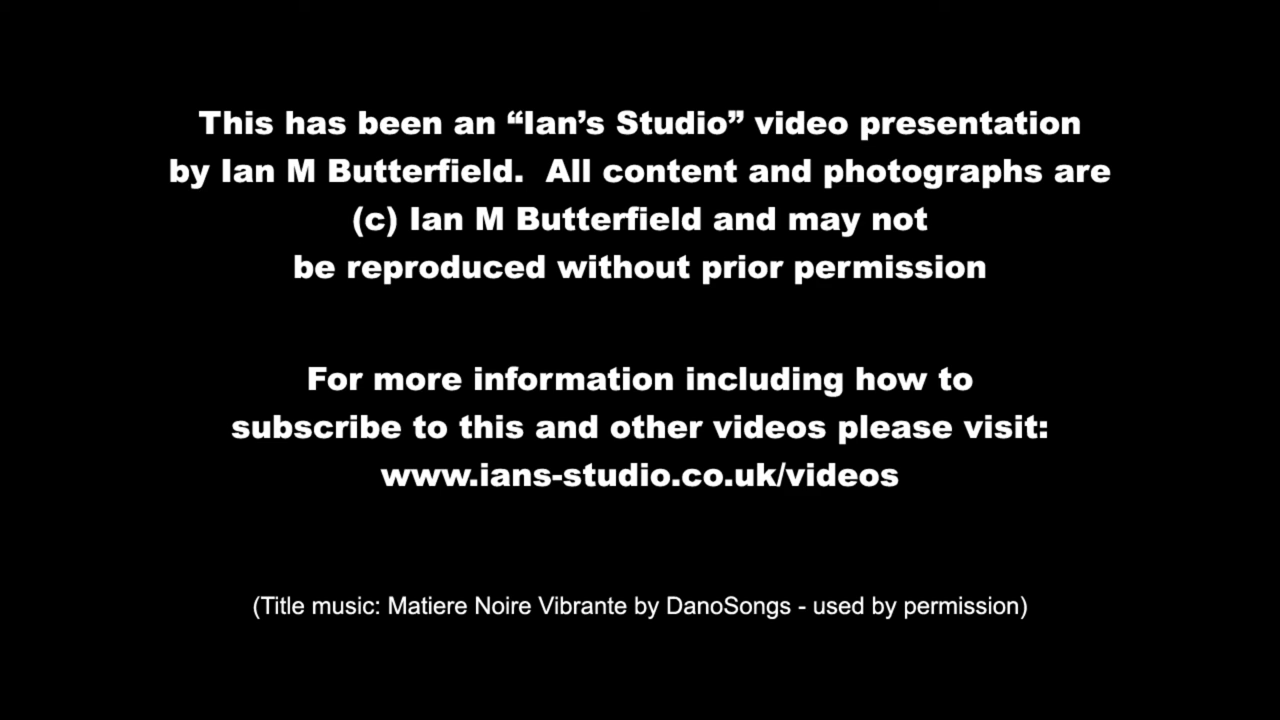 This has been an “Ian’s Studio” video presentation
by Ian M Butterfield.  All content and photographs are
(c) Ian M Butterfield and may not
be reproduced without prior permission
For more information including how to
subscribe to this and other videos please visit:
www.ians-studio.co.uk/videos
(Title music: Matiere Noire Vibrante by DanoSongs - used by permission)